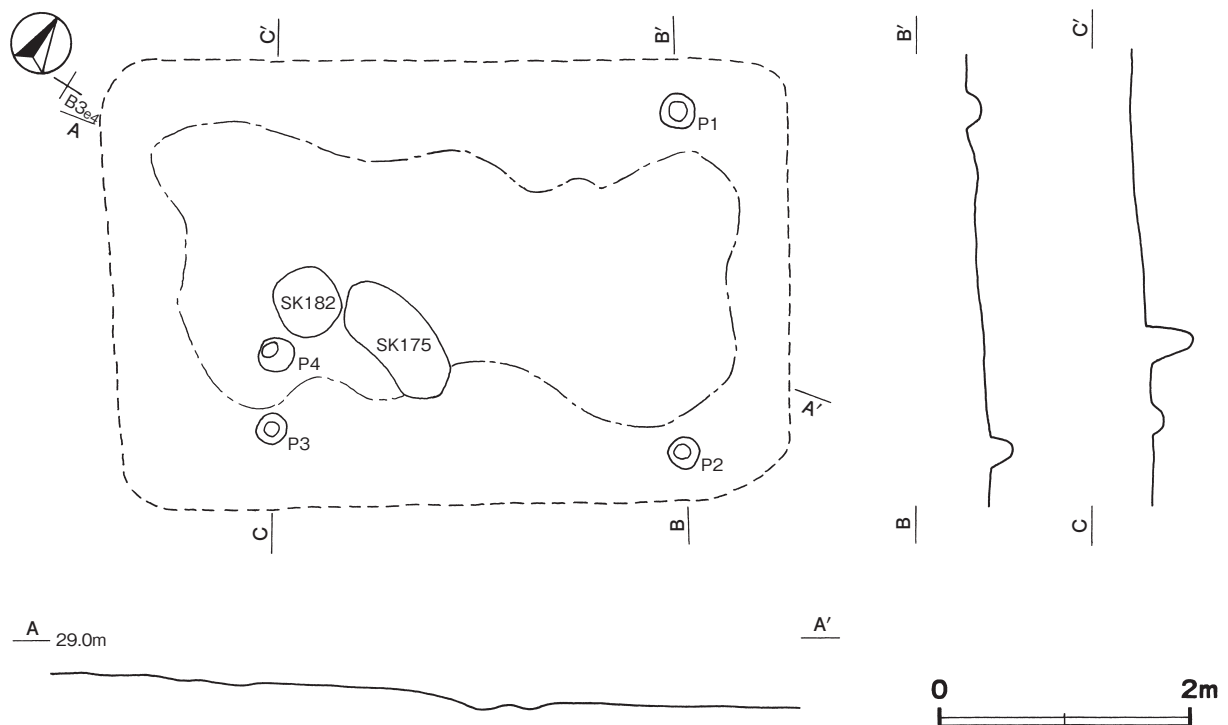 C′
B′
B′
C′
B3e4
A
P1
SK182
SK175
P4
A′
P3
P2
C
B
B
C
A 29.0m
A′
0
2m